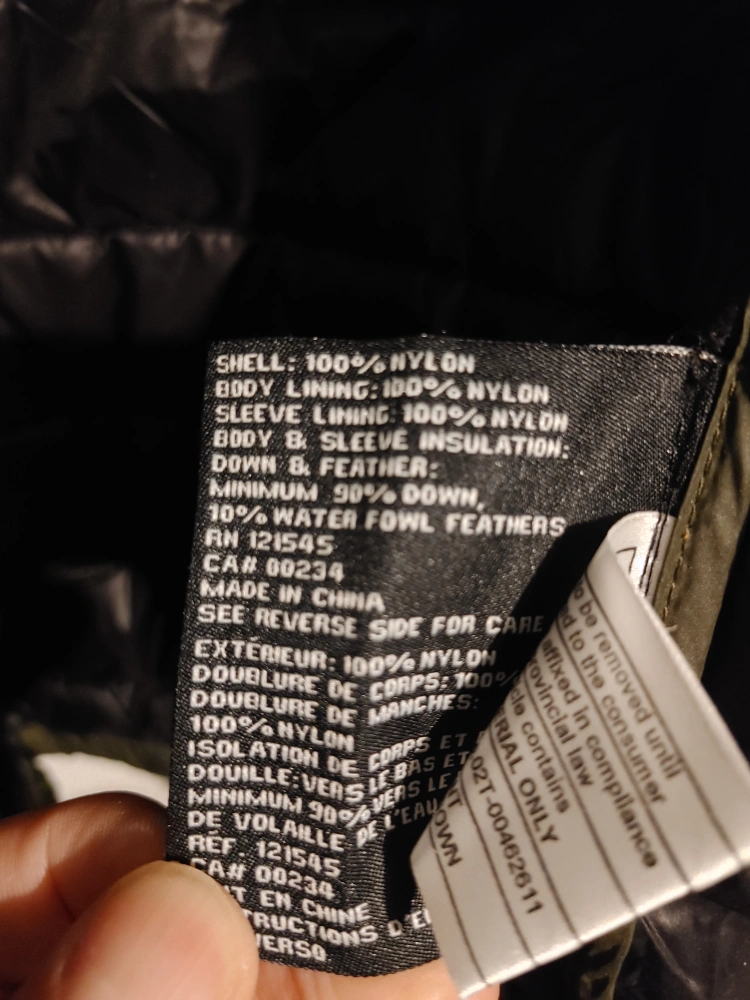 SHELL: 100% NYLON
BODY LINING: 100% NYLON
SLEEVE LINING: 100% NYLON
BODY & SLEEVE INSULATION:
DOWN & FEATHER:
MINIMUM 90% DOWN,
10% WATER FOWL FEATHERS
RN 121545
CA# 00234
MADE IN CHINA
SEE REVERSE SIDE FOR CARE
EXTÉRIEUR: 100% NYLON
DOUBLURE DE CORPS: 100%
DOUBLURE DE MANCHES:
100% NYLON
ISOLATION DE CORPS ET
DOUILLE: VERS LE BAS ET
MINIMUM 90% VERS LE
DE VOLAILLE DE L'EAU
RÉF: 121545
CA# 00234
EN CHINE
VERSO
be removed until
to the consumer
affixed in compliance
provincial law
contains
ONLY
02T-00462611